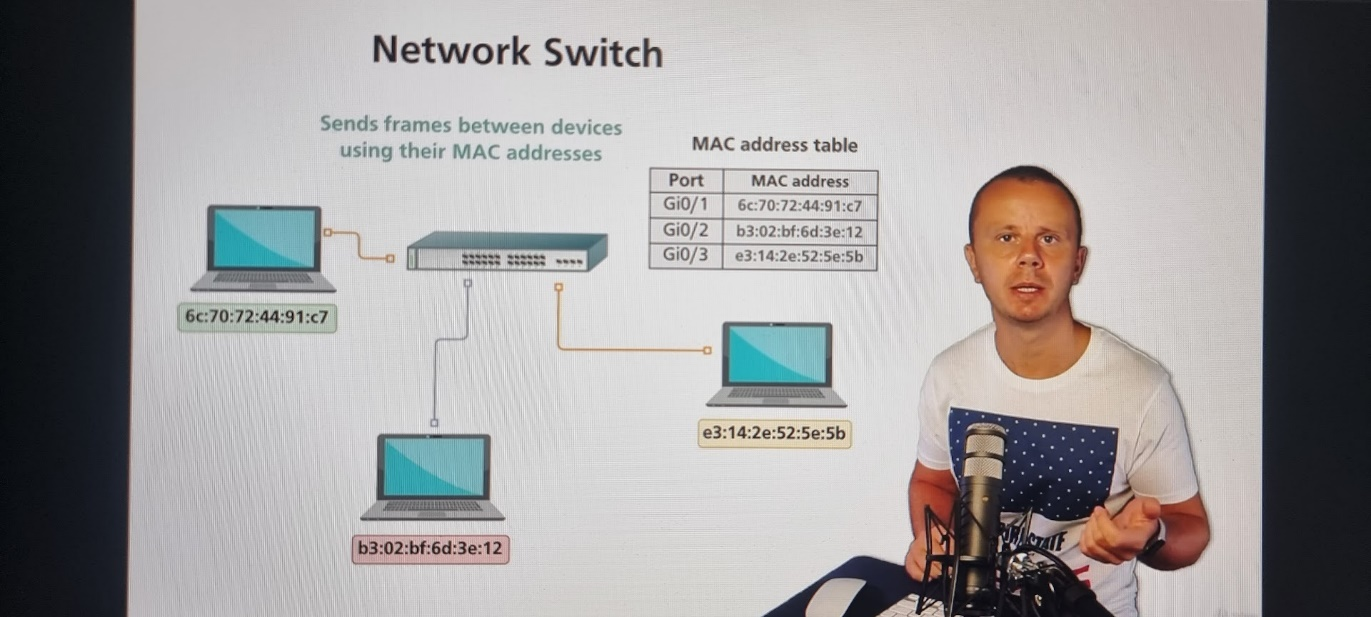 Network Switch
Sends frames between devices
using their MAC addresses
MAC address table
Port MAC address
Gi0/1 6c:70:72:44:91:c7
Gi0/2 b3:02:bf:6d:3e:12
Gi0/3 e3:14:2e:52:5e:5b
6c:70:72:44:91:c7
e3:14:2e:52:5e:5b
b3:02:bf:6d:3e:12